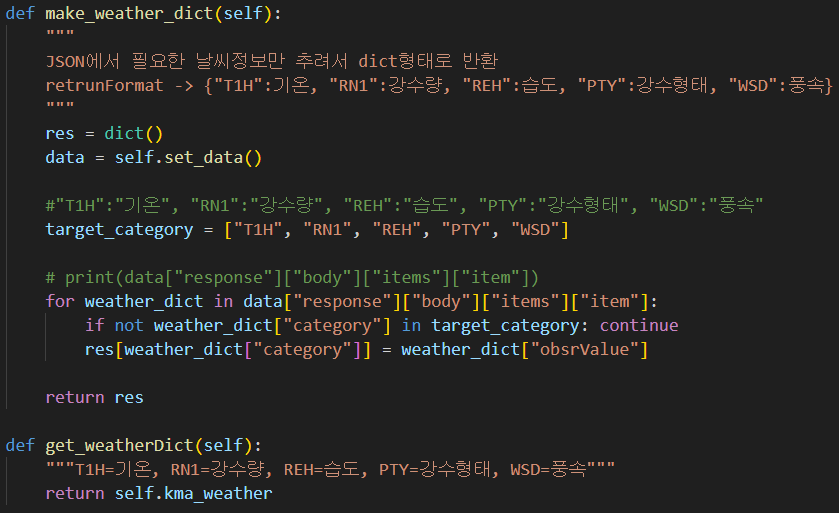 def make_weather_dict(self):
    """
    JSON에서 필요한 날씨정보만 추려서 dict형태로 반환
    retrunFormat -> {"T1H":기온, "RN1":강수량, "REH":습도, "PTY":강수형태, "WSD":풍속}
    """
    res = dict()
    data = self.set_data()
    #"T1H":"기온", "RN1":"강수량", "REH":"습도", "PTY":"강수형태", "WSD":"풍속"
    target_category = ["T1H", "RN1", "REH", "PTY", "WSD"]
    # print(data["response"]["body"]["items"]["item"])
    for weather_dict in data["response"]["body"]["items"]["item"]:
        if not weather_dict["category"] in target_category: continue
        res[weather_dict["category"]] = weather_dict["obsrValue"]
    return res
def get_weatherDict(self):
    """T1H=기온, RN1=강수량, REH=습도, PTY=강수형태, WSD=풍속"""
    return self.kma_weather